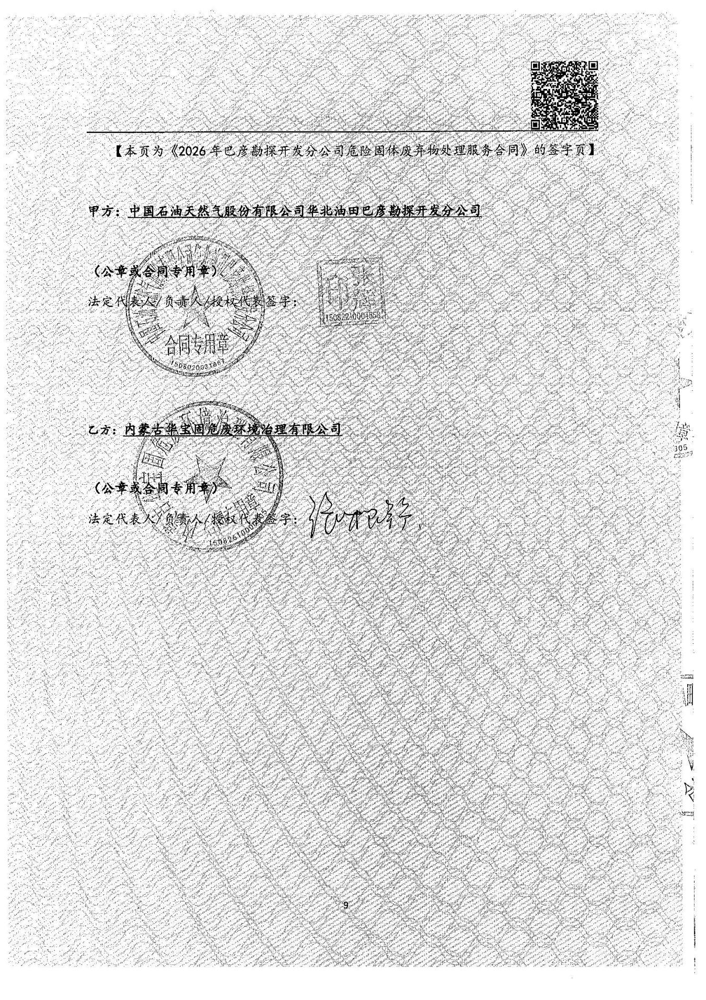 【本页为《2026年巴彦勘探开发分公司危险固体废弃物处理服务合同》的签字页】
甲方：中国石油天然气股份有限公司华北油田巴彦勘探开发分公司
（公章或合同专用章）
法定代表人/负责人/授权代表签字：
合同专用章
1508020031667
张
印
15082210004658
乙方：内蒙古华宝固危废环境治理有限公司
（公章或合同专用章）
法定代表人/负责人/授权代表签字：
章
305
9